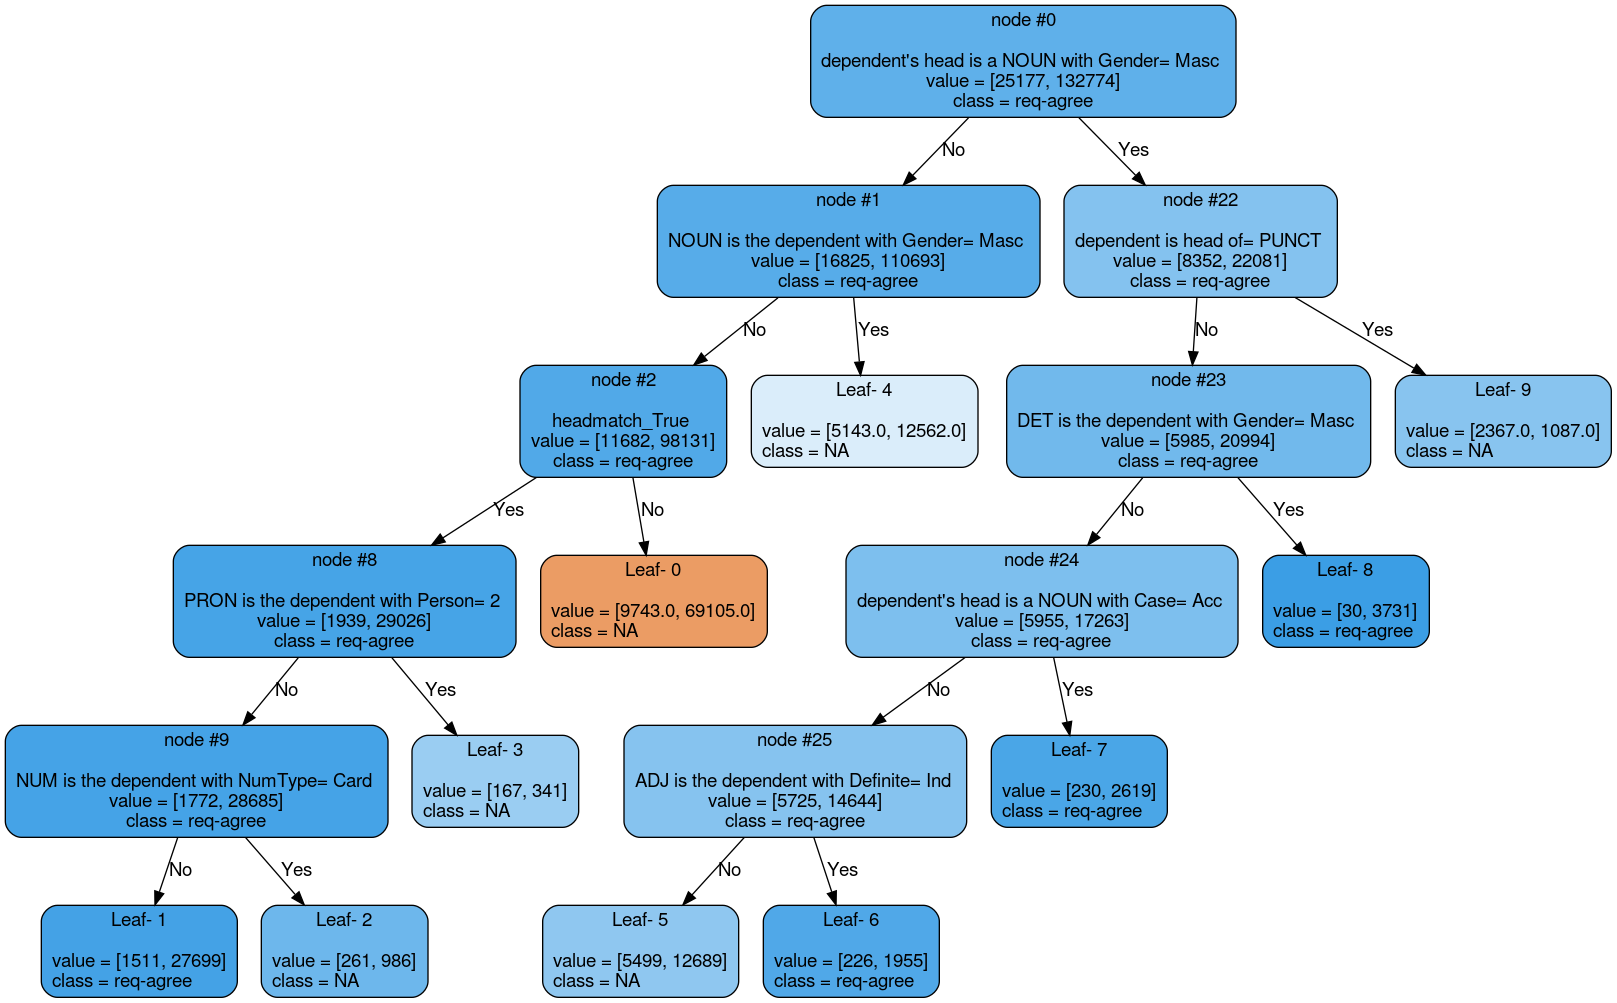 node #0
dependent's head is a NOUN with Gender= Masc
value = [25177, 132774]
class = req-agree
No
Yes
node #1
NOUN is the dependent with Gender= Masc
value = [16825, 110693]
class = req-agree
node #22
dependent is head of= PUNCT
value = [8352, 22081]
class = req-agree
No
Yes
No
Yes
node #2
headmatch_True
value = [11682, 98131]
class = req-agree
Leaf- 4
value = [5143.0, 12562.0]
class = NA
node #23
DET is the dependent with Gender= Masc
value = [5985, 20994]
class = req-agree
Leaf- 9
value = [2367.0, 1087.0]
class = NA
Yes
No
No
Yes
node #8
PRON is the dependent with Person= 2
value = [1939, 29026]
class = req-agree
Leaf- 0
value = [9743.0, 69105.0]
class = NA
node #24
dependent's head is a NOUN with Case= Acc
value = [5955, 17263]
class = req-agree
Leaf- 8
value = [30, 3731]
class = req-agree
No
Yes
No
Yes
node #9
NUM is the dependent with NumType= Card
value = [1772, 28685]
class = req-agree
Leaf- 3
value = [167, 341]
class = NA
node #25
ADJ is the dependent with Definite= Ind
value = [5725, 14644]
class = req-agree
Leaf- 7
value = [230, 2619]
class = req-agree
No
Yes
No
Yes
Leaf- 1
value = [1511, 27699]
class = req-agree
Leaf- 2
value = [261, 986]
class = NA
Leaf- 5
value = [5499, 12689]
class = NA
Leaf- 6
value = [226, 1955]
class = req-agree